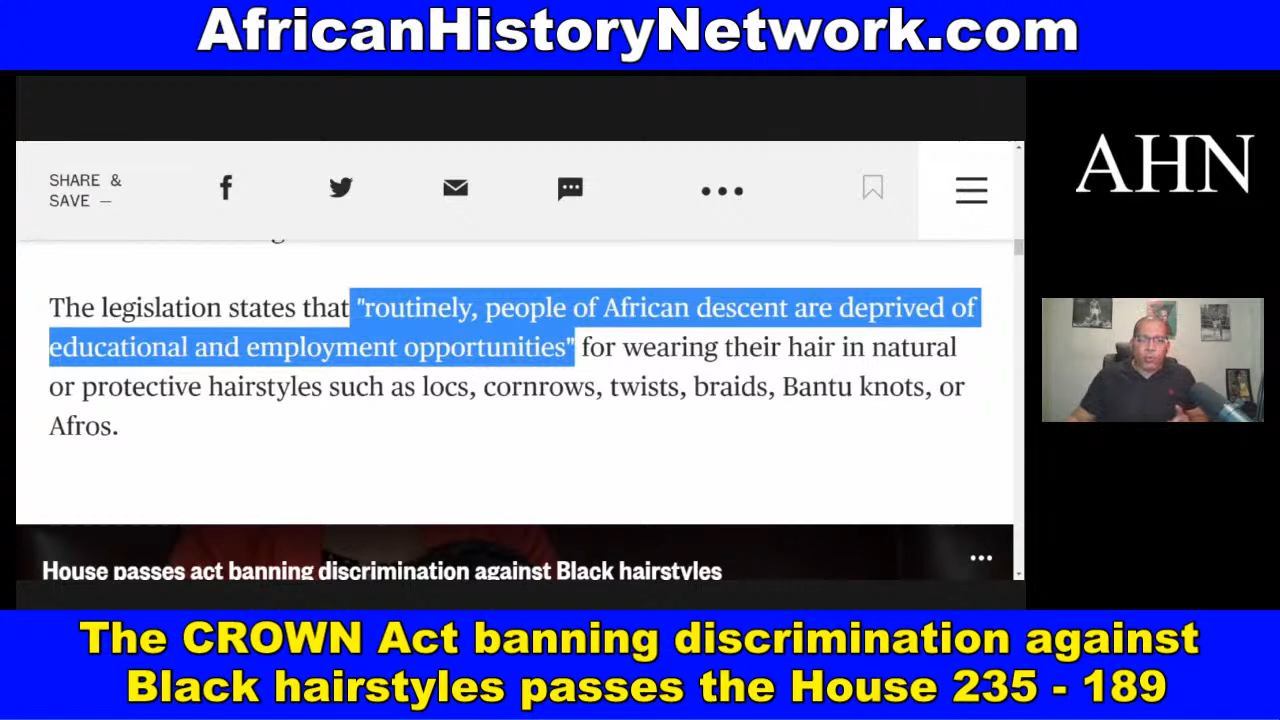 AfricanHistoryNetwork.com
AHN
SHARE &
SAVE —
The legislation states that "routinely, people of African descent are deprived of
educational and employment opportunities" for wearing their hair in natural
or protective hairstyles such as locs, cornrows, twists, braids, Bantu knots, or
Afros.
House passes act banning discrimination against Black hairstyles
The CROWN Act banning discrimination against
Black hairstyles passes the House 235 - 189